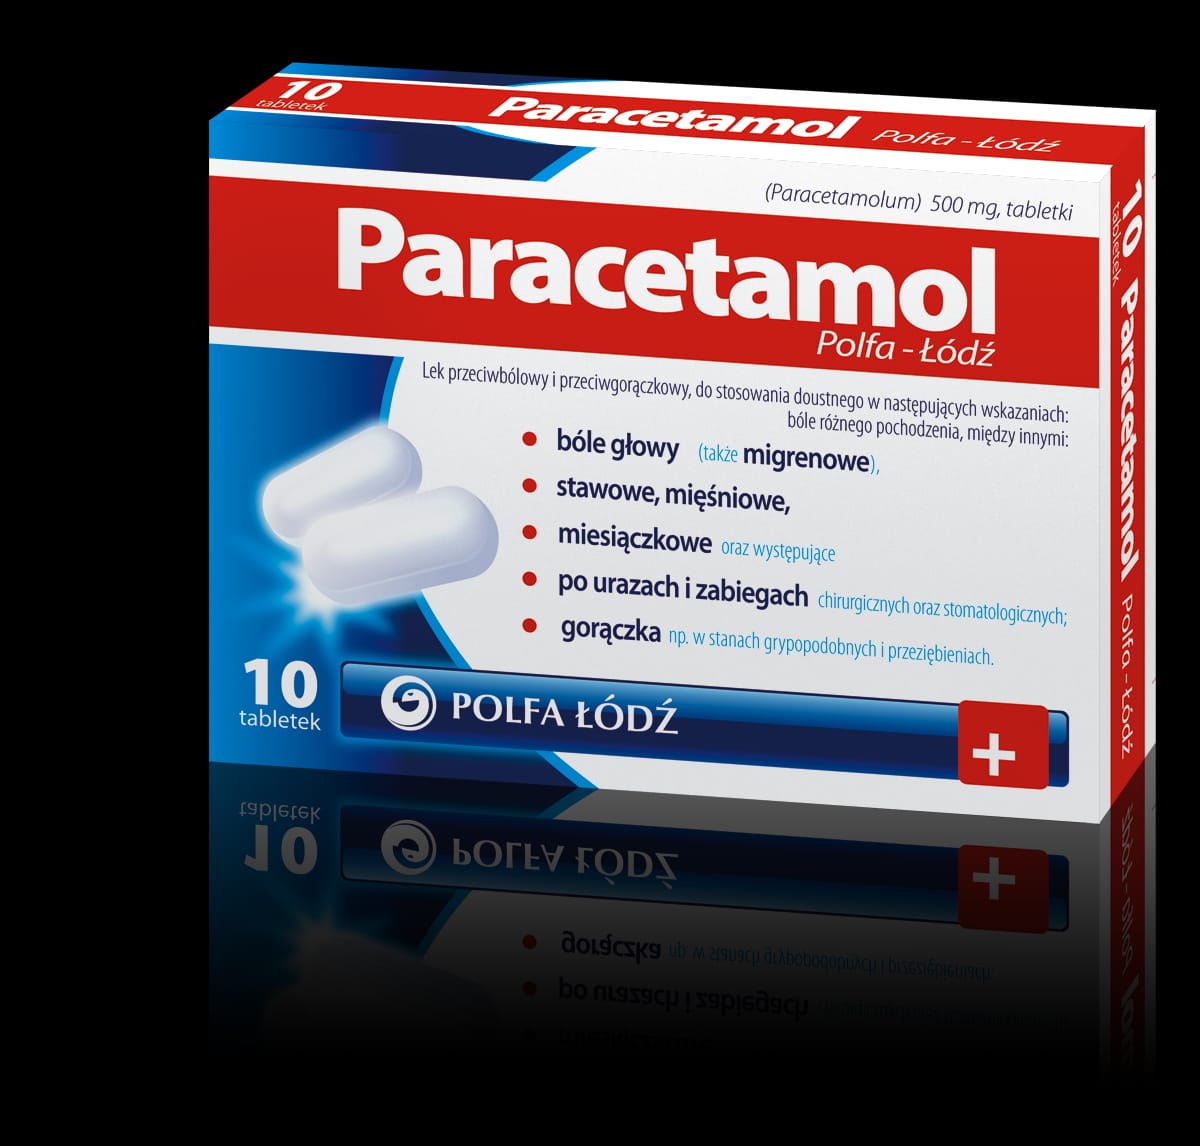 10
tabletek
Paracetamol Polfa - Łódź
(Paracetamolum) 500 mg, tabletki
Paracetamol
Polfa - Łódź
Lek przeciwbólowy i przeciwgorączkowy, do stosowania doustnego w następujących wskazaniach:
bóle różnego pochodzenia, między innymi:
bóle głowy (także migrenowe),
stawowe, mięśniowe,
miesiączkowe oraz występujące
po urazach i zabiegach chirurgicznych oraz stomatologicznych;
gorączka np. w stanach grypopodobnych i przeziębieniach.
10
tabletek
POLFA ŁÓDŹ
10
tabletek
Paracetamol Polfa - Łódź